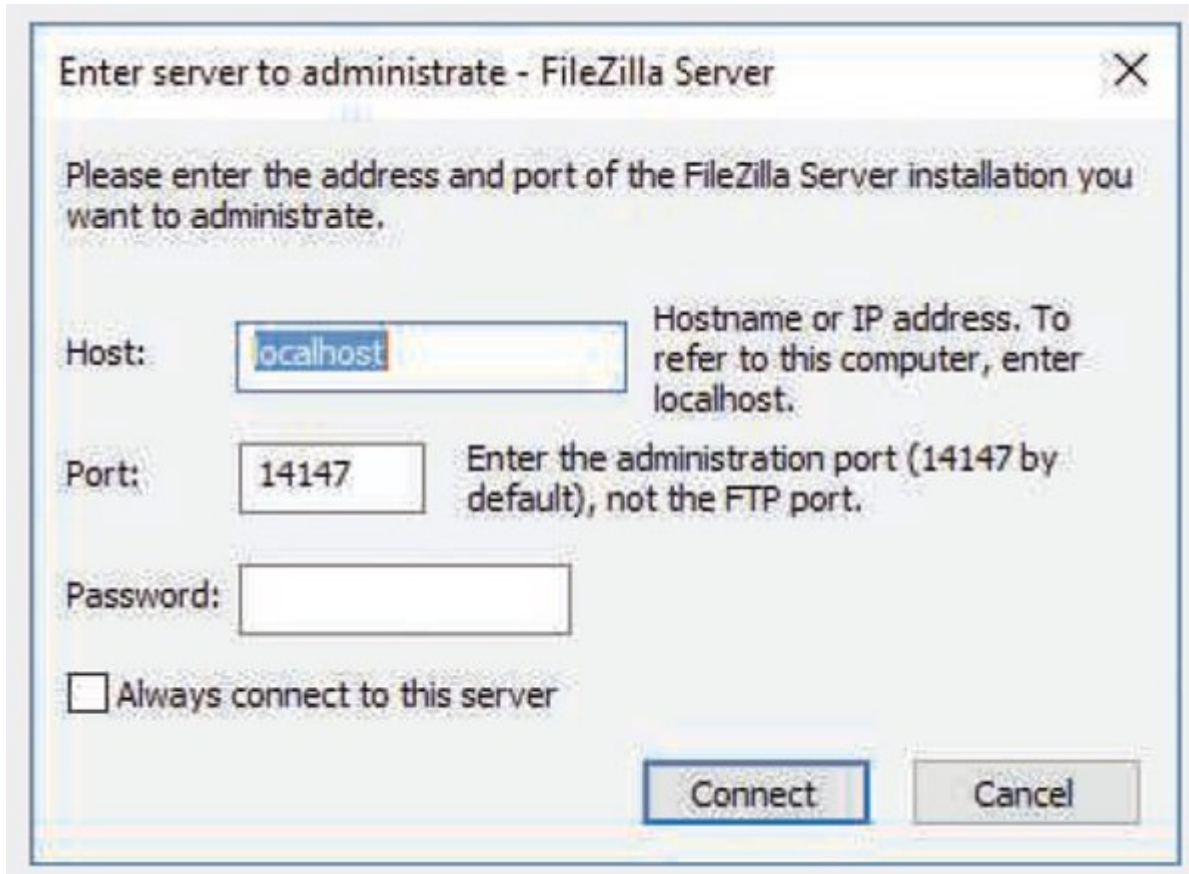 Enter server to administrate - FileZilla Server
Please enter the address and port of the FileZilla Server installation you
want to administrate.
Host:
localhost
Hostname or IP address. To
refer to this computer, enter
localhost.
Port:
14147
Enter the administration port (14147 by
default), not the FTP port.
Password:
Always connect to this server
Connect
Cancel